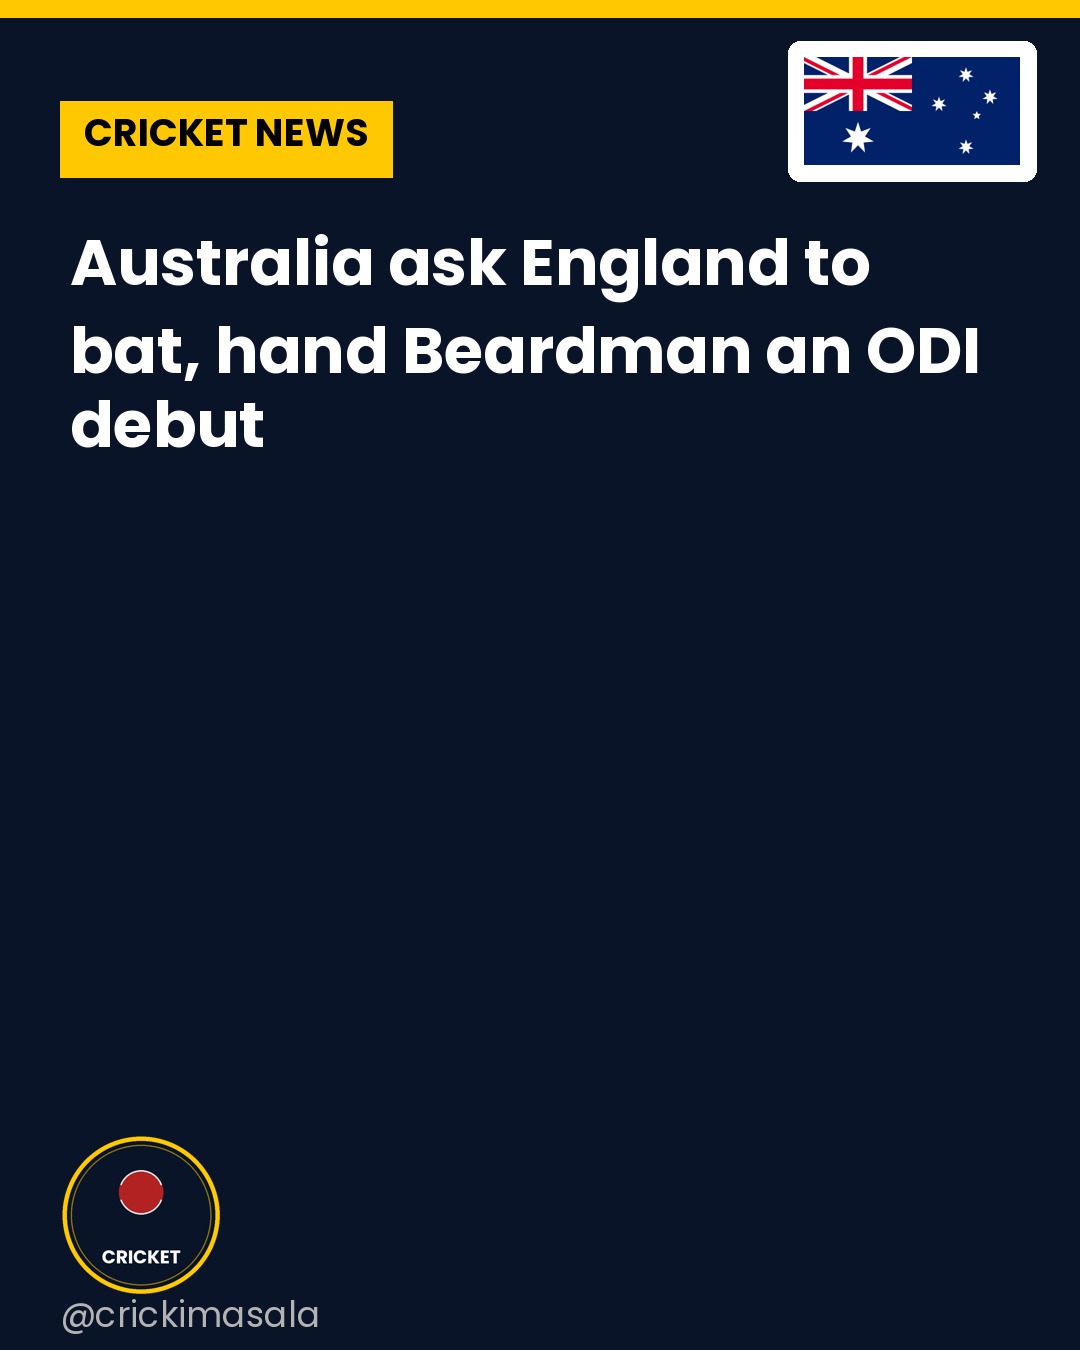 CRICKET NEWS
Australia ask England to
bat, hand Beardman an ODI
debut
CRICKET
@crickimasala